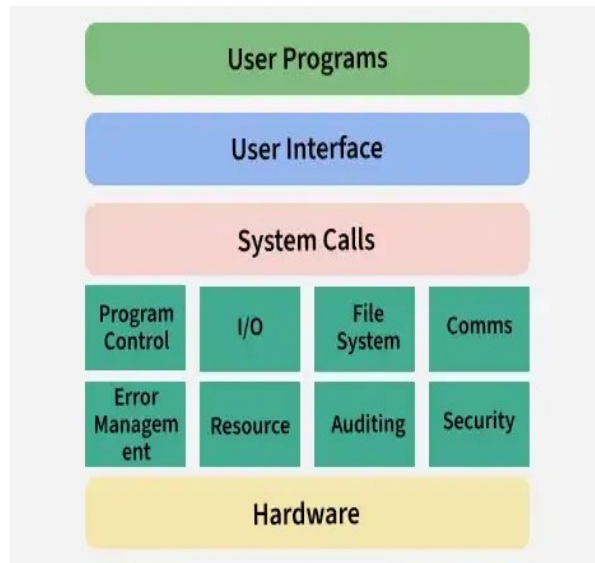 User Programs
User Interface
System Calls
Program
Control
I/O
File
System
Comms
Error
Managem
ent
Resource
Auditing
Security
Hardware